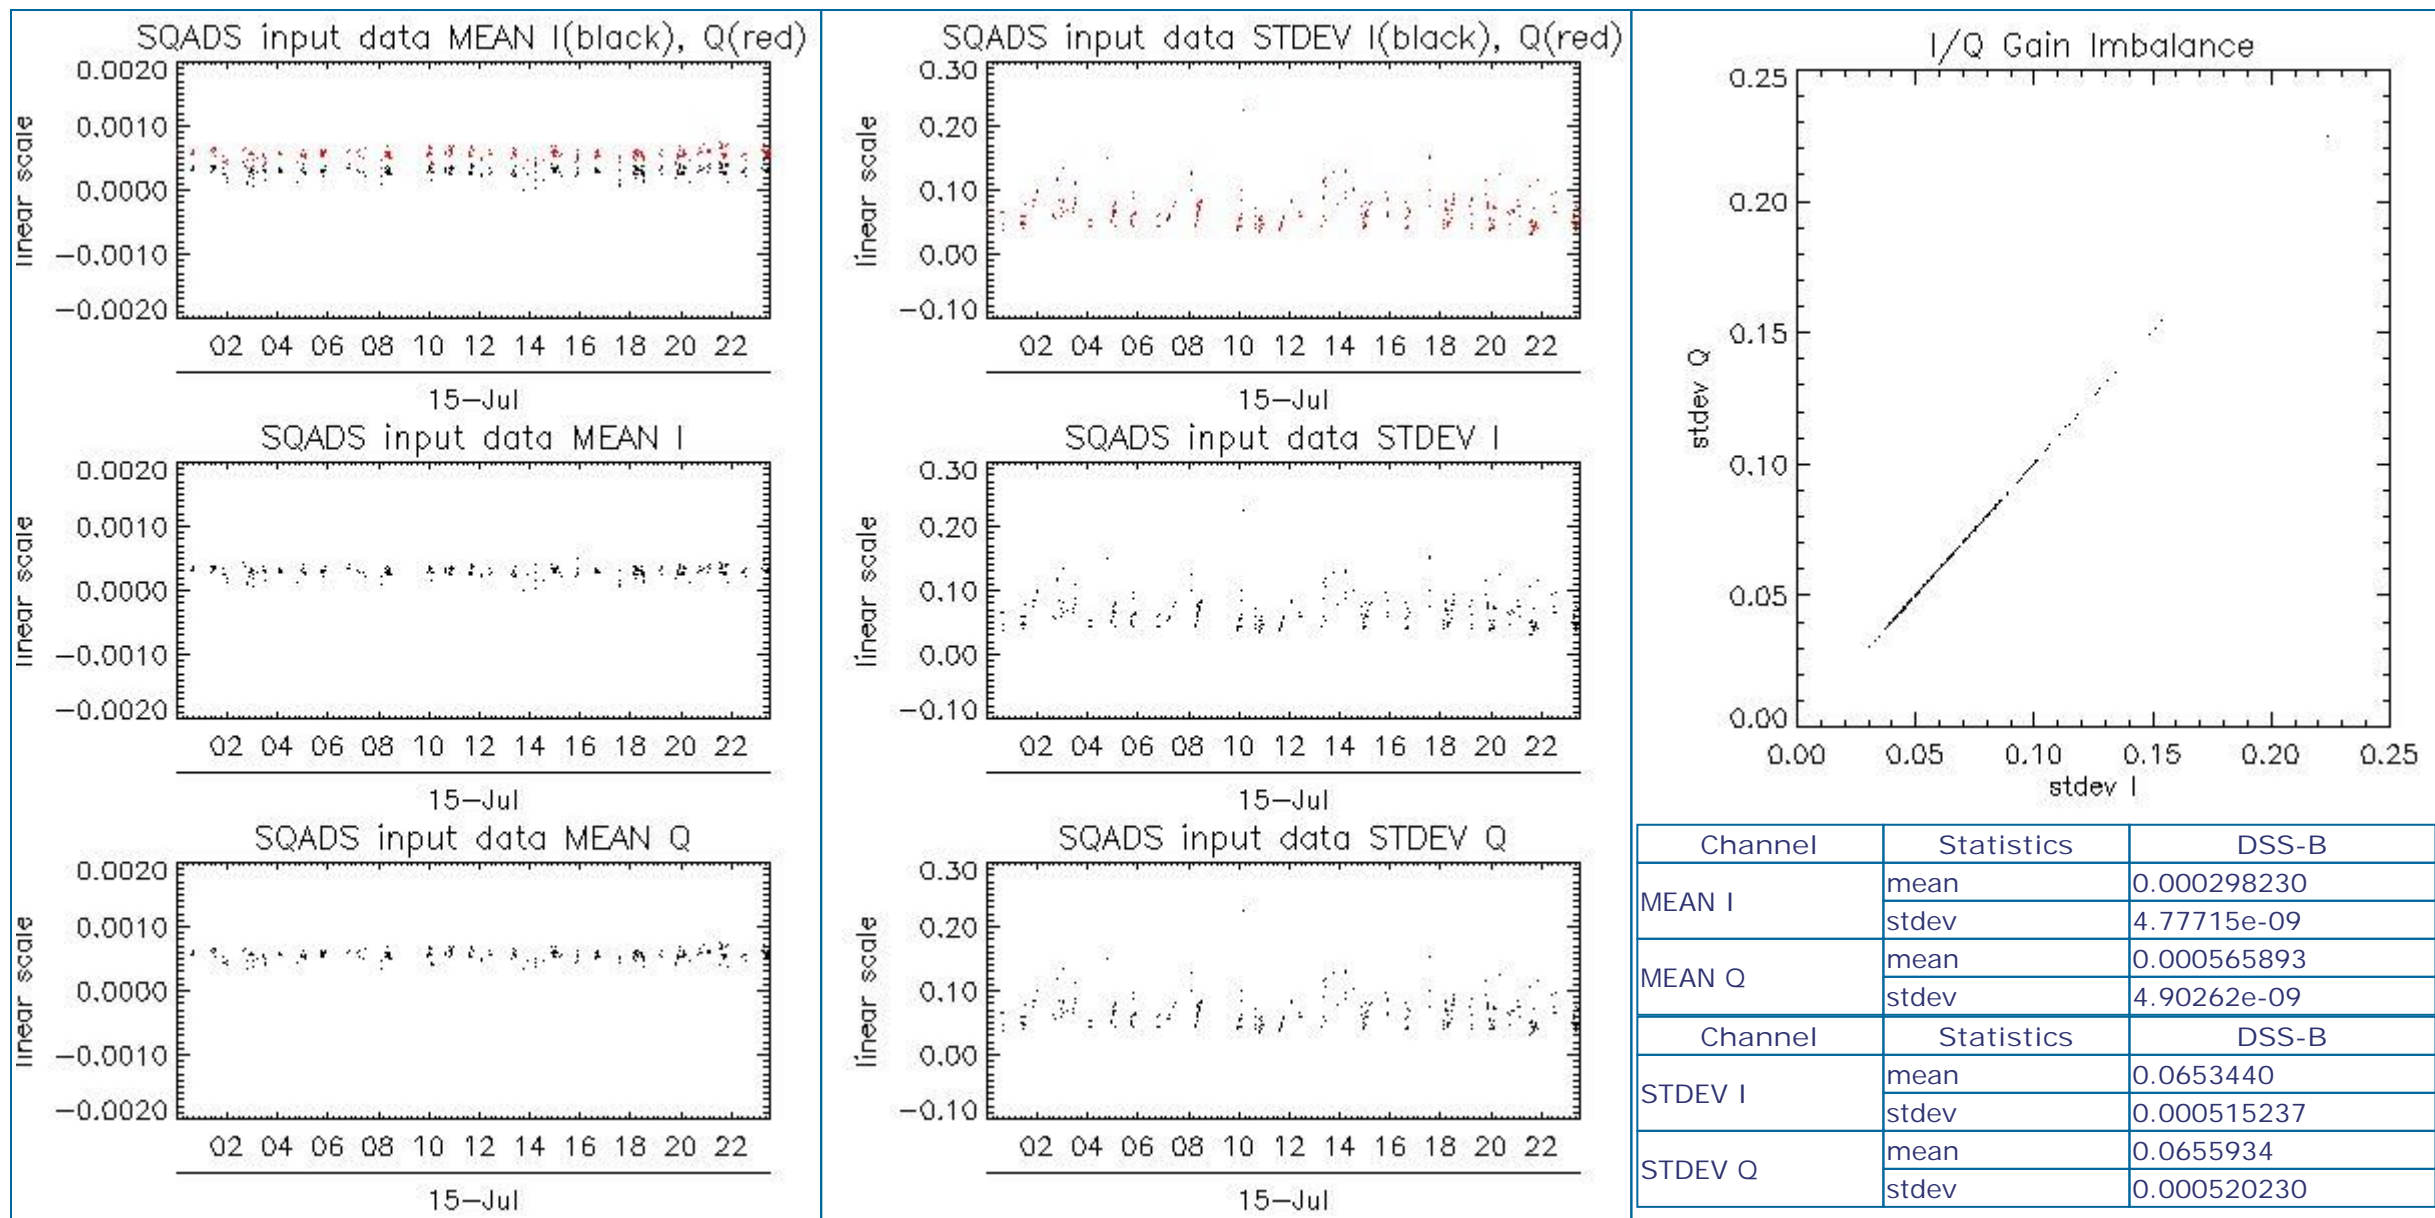 SQADS input data MEAN I(black), Q(red)
0.0020
0.0010
0.0000
-0.0010
-0.0020
linear scale
02 04 06 08 10 12 14 16 18 20 22
15-Jul
SQADS input data MEAN I
0.0020
0.0010
0.0000
-0.0010
-0.0020
linear scale
02 04 06 08 10 12 14 16 18 20 22
15-Jul
SQADS input data MEAN Q
0.0020
0.0010
0.0000
-0.0010
-0.0020
linear scale
02 04 06 08 10 12 14 16 18 20 22
15-Jul
SQADS input data STDEV I(black), Q(red)
0.30
0.20
0.10
0.00
-0.10
linear scale
02 04 06 08 10 12 14 16 18 20 22
15-Jul
SQADS input data STDEV I
0.30
0.20
0.10
0.00
-0.10
linear scale
02 04 06 08 10 12 14 16 18 20 22
15-Jul
SQADS input data STDEV Q
0.30
0.20
0.10
0.00
-0.10
linear scale
02 04 06 08 10 12 14 16 18 20 22
15-Jul
I/Q Gain Imbalance
0.25
0.20
0.15
0.10
0.05
0.00
stdev Q
0.00 0.05 0.10 0.15 0.20 0.25
stdev I
Channel Statistics DSS-B
MEAN I mean 0.000298230
stdev 4.77715e-09
MEAN Q mean 0.000565893
stdev 4.90262e-09
Channel Statistics DSS-B
STDEV I mean 0.0653440
stdev 0.000515237
STDEV Q mean 0.0655934
stdev 0.000520230